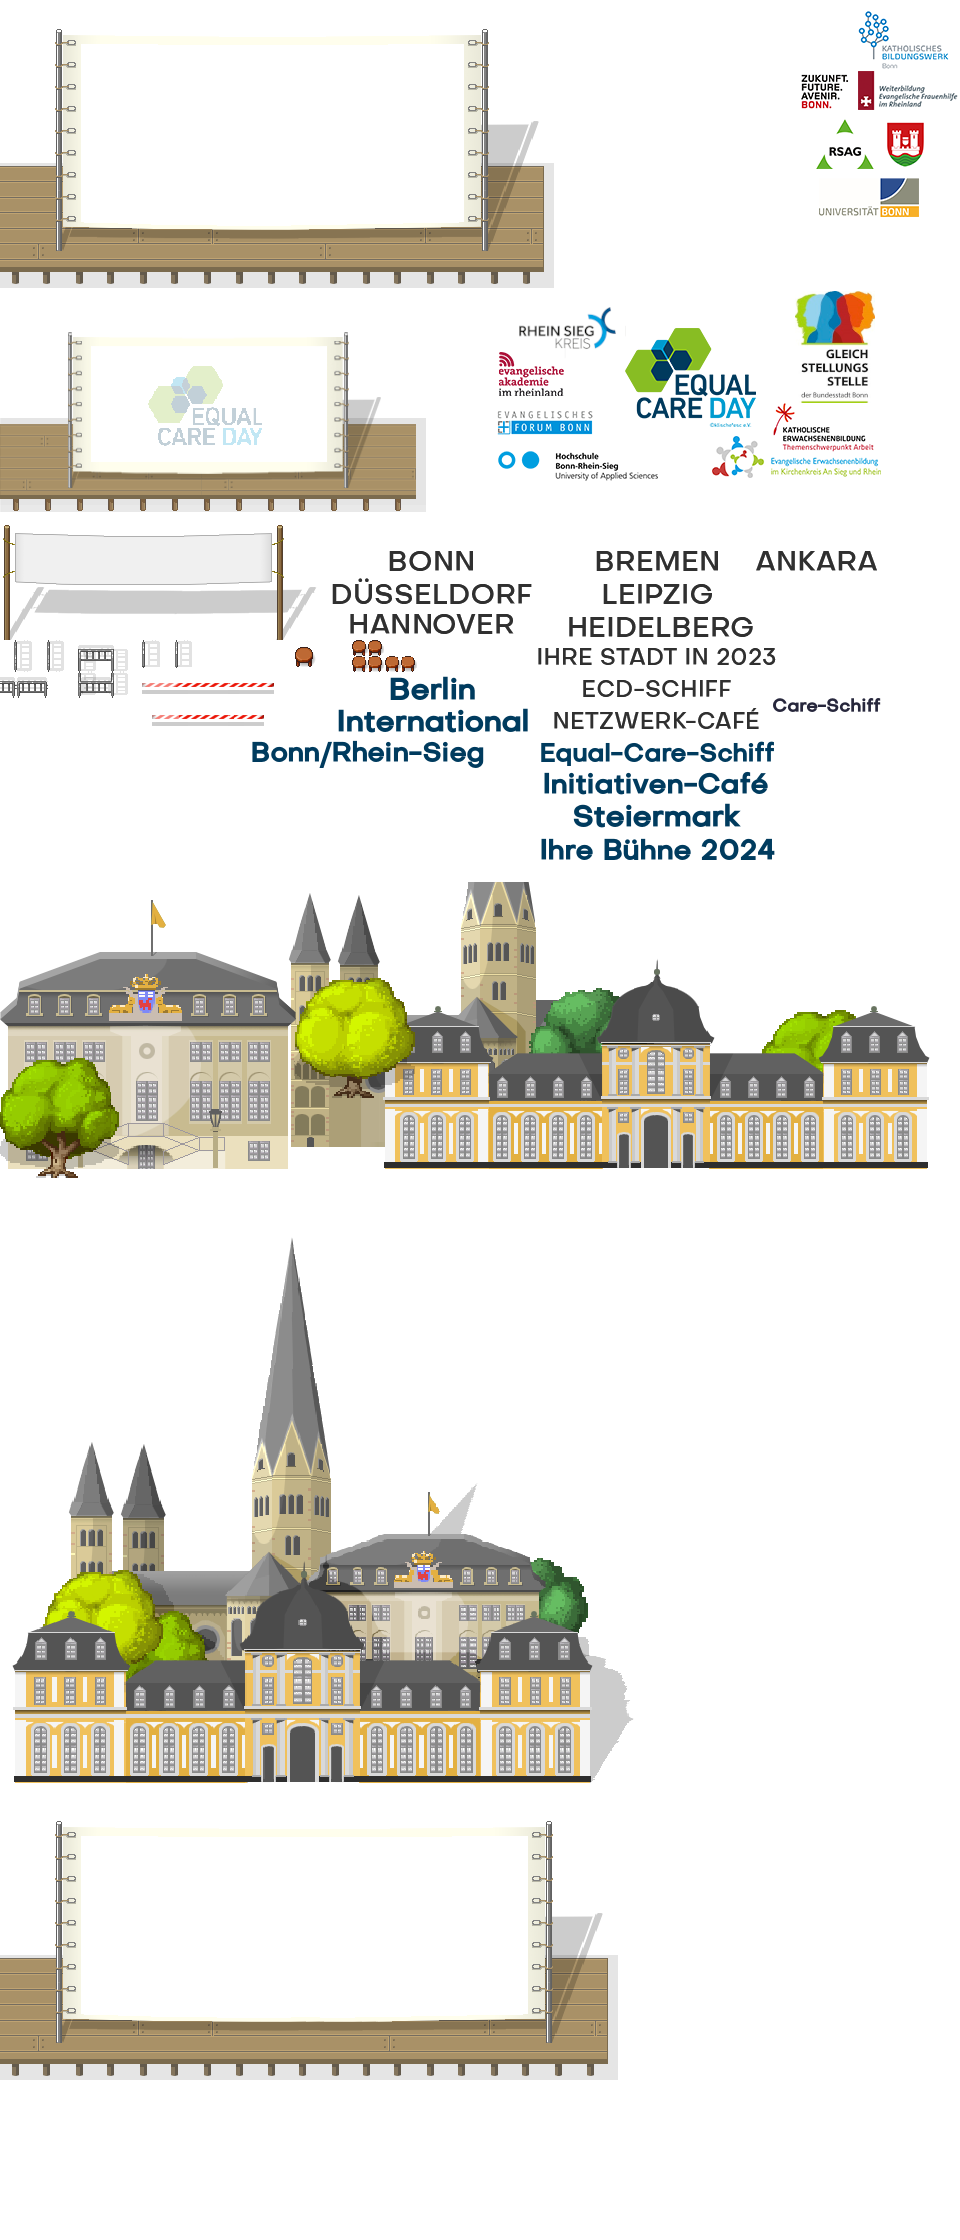 KATHOLISCHES
BILDUNGSWERK
Bonn
ZUKUNFT.
FUTURE.
AVENIR.
BONN.
Weiterbildung
Evangelische Frauenhilfe
im Rheinland
RSAG
UNIVERSITÄT BONN
RHEIN SIEG
KREIS
evangelische
akademie
im rheinland
EVANGELISCHES
FORUM BONN
Hochschule
Bonn-Rhein-Sieg
University of Applied Sciences
EQUAL
CARE DAY
©klische*esc e.V.
GLEICH
STELLUNGS
STELLE
der Bundesstadt Bonn
KATHOLISCHE
ERWACHSENENBILDUNG
Themenschwerpunkt Arbeit
Evangelische Erwachsenenbildung
im Kirchenkreis An Sieg und Rhein
EQUAL
CARE DAY
BONN
BREMEN
ANKARA
DÜSSELDORF
LEIPZIG
HANNOVER
HEIDELBERG
IHRE STADT IN 2023
Berlin
ECD-SCHIFF
Care-Schiff
International
NETZWERK-CAFÉ
Bonn/Rhein-Sieg
Equal-Care-Schiff
Initiativen-Café
Steiermark
Ihre Bühne 2024